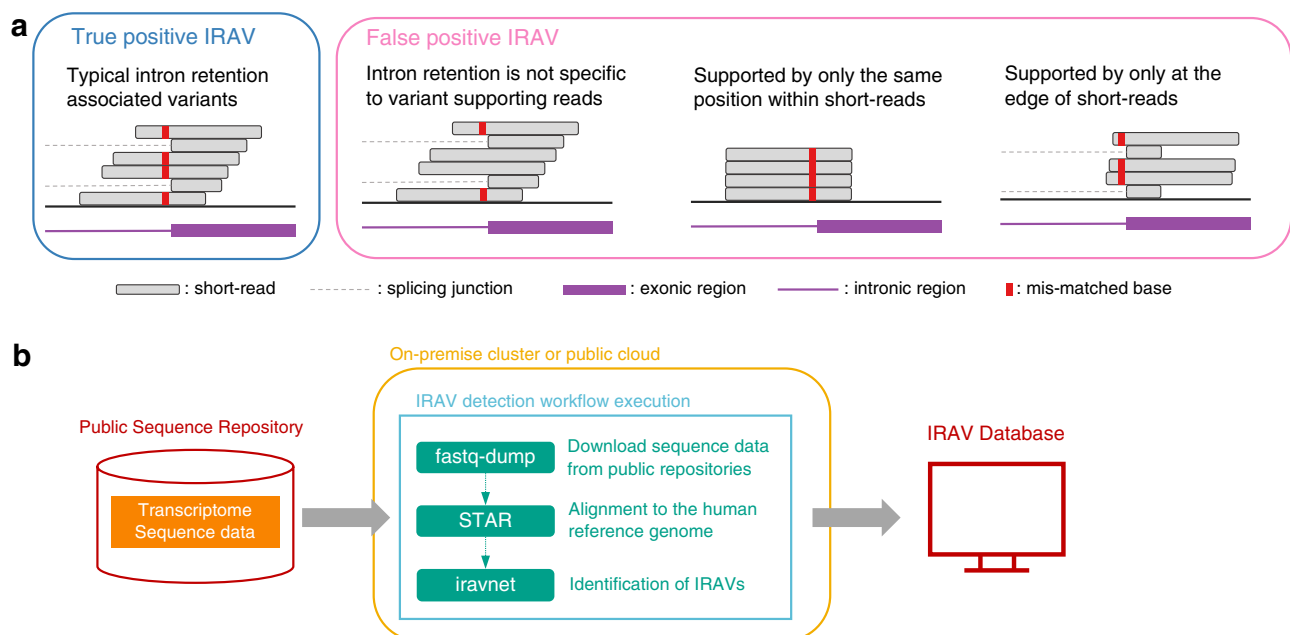 a
True positive IRAV
Typical intron retention
associated variants
False positive IRAV
Intron retention is not specific
to variant supporting reads
Supported by only the same
position within short-reads
Supported by only at the
edge of short-reads
: short-read
: splicing junction
: exonic region
: intronic region
: mis-matched base
b
On-premise cluster or public cloud
IRAV detection workflow execution
Public Sequence Repository
Transcriptome
Sequence data
fastq-dump
Download sequence data
from public repositories
STAR
Alignment to the human
reference genome
iravnet
Identification of IRAVs
IRAV Database